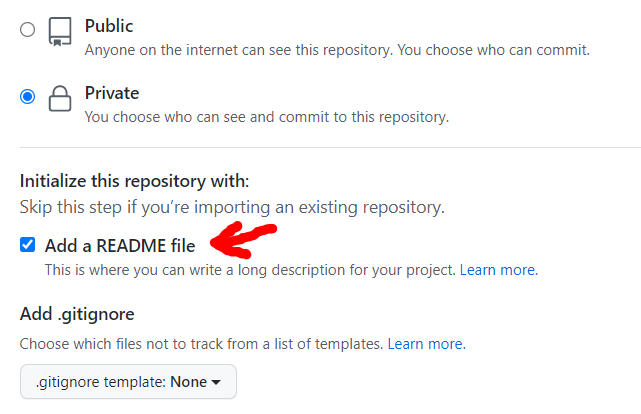 Public
Anyone on the internet can see this repository. You choose who can commit.
Private
You choose who can see and commit to this repository.
Initialize this repository with:
Skip this step if you’re importing an existing repository.
Add a README file
This is where you can write a long description for your project. Learn more.
Add .gitignore
Choose which files not to track from a list of templates. Learn more.
.gitignore template: None